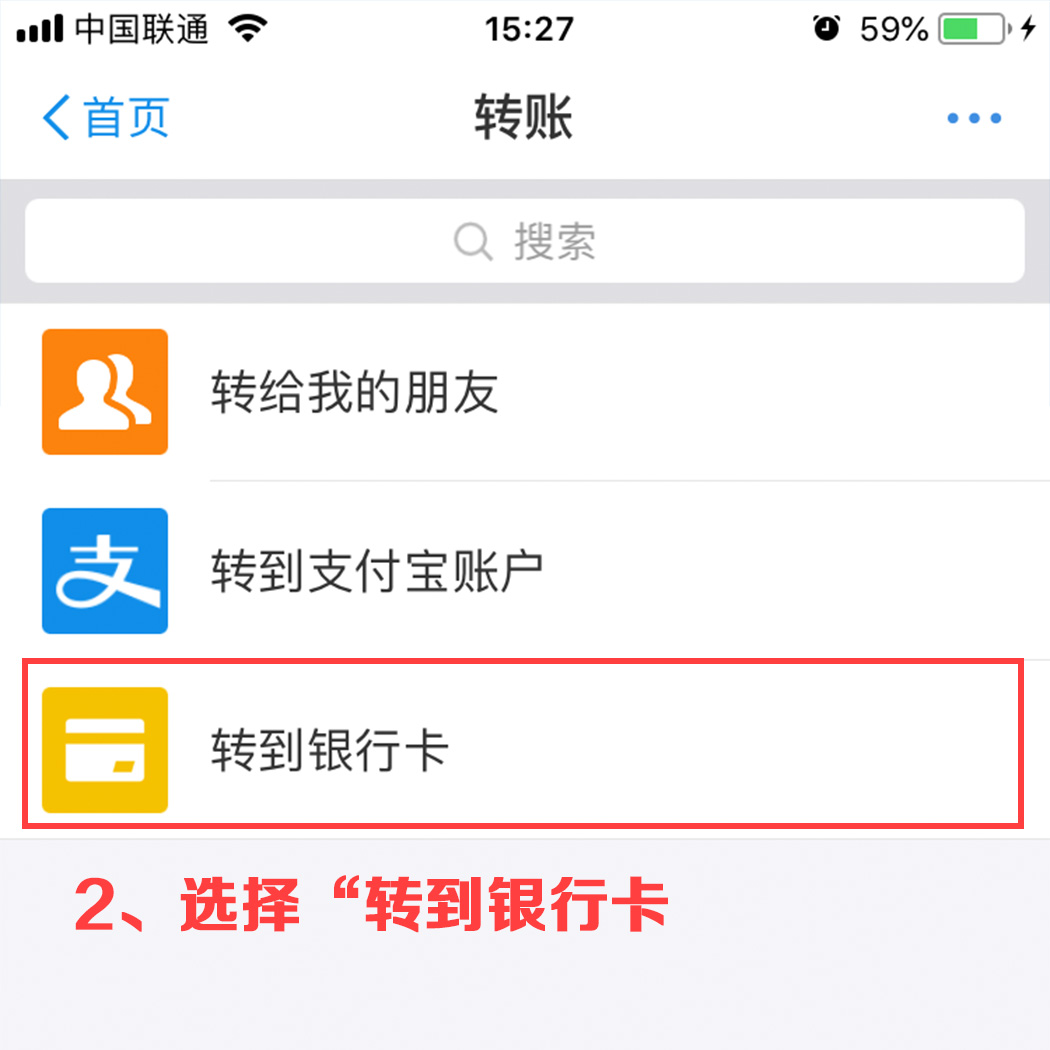 中国联通 15:27 59%
首页 转账
搜索
转给我的朋友
支 转到支付宝账户
转到银行卡
2、选择“转到银行卡